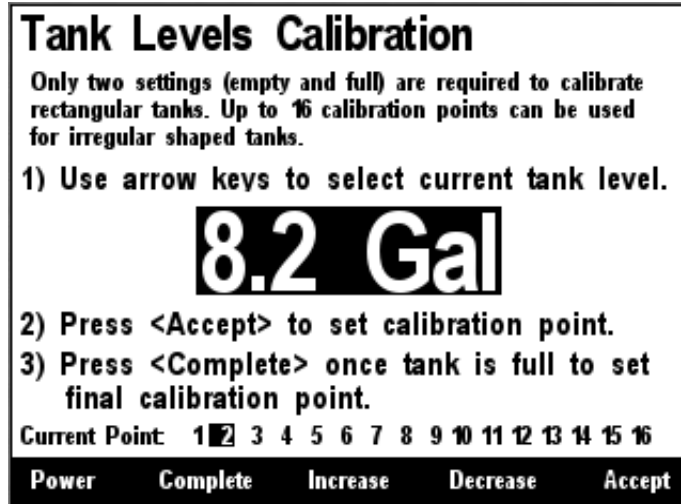 Tank Levels Calibration
Only two settings (empty and full) are required to calibrate
rectangular tanks. Up to 16 calibration points can be used
for irregular shaped tanks.
1) Use arrow keys to select current tank level.
8.2 Gal
2) Press <Accept> to set calibration point.
3) Press <Complete> once tank is full to set
final calibration point.
Current Point: 1 2 3 4 5 6 7 8 9 10 11 12 13 14 15 16
Power Complete Increase Decrease Accept